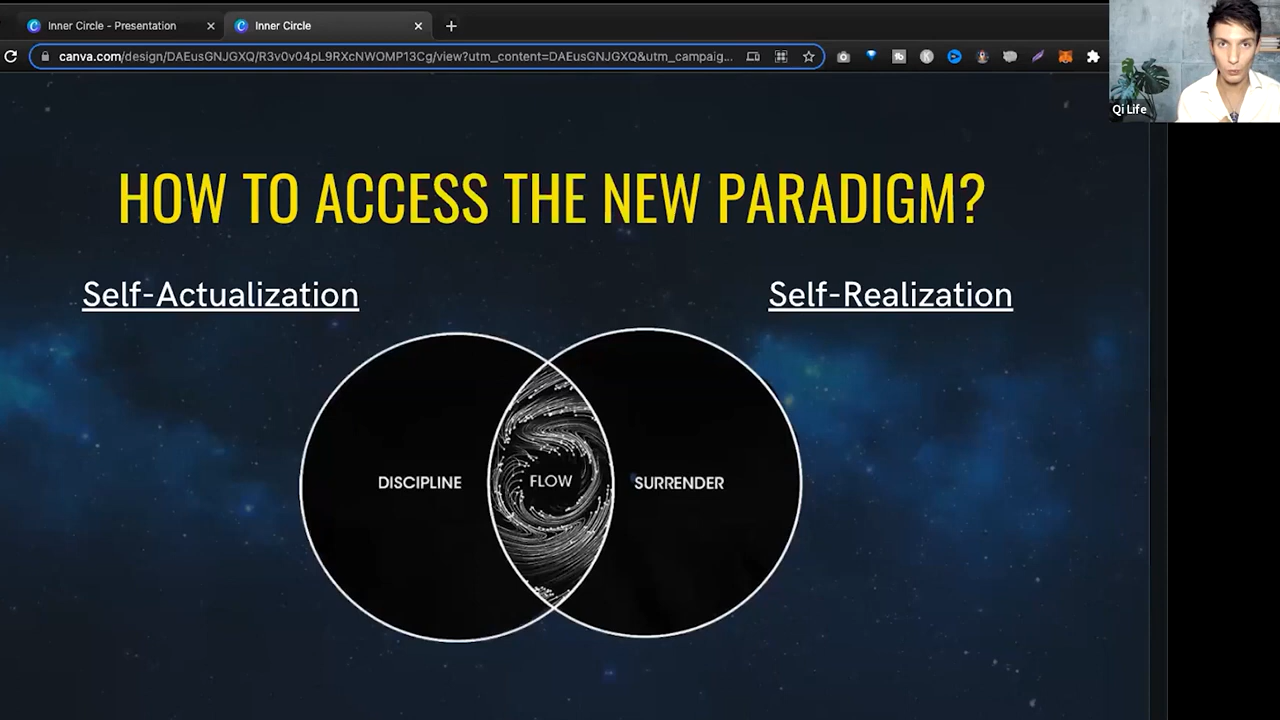 Inner Circle - Presentation
Inner Circle
canva.com/design/DAEusGNJGXQ/R3v0v04pL9RXcNWOMP13Cg/view?utm_content=DAEusGNJGXQ&utm_campaig...
Qi Life
HOW TO ACCESS THE NEW PARADIGM?
Self-Actualization
Self-Realization
DISCIPLINE
FLOW
SURRENDER